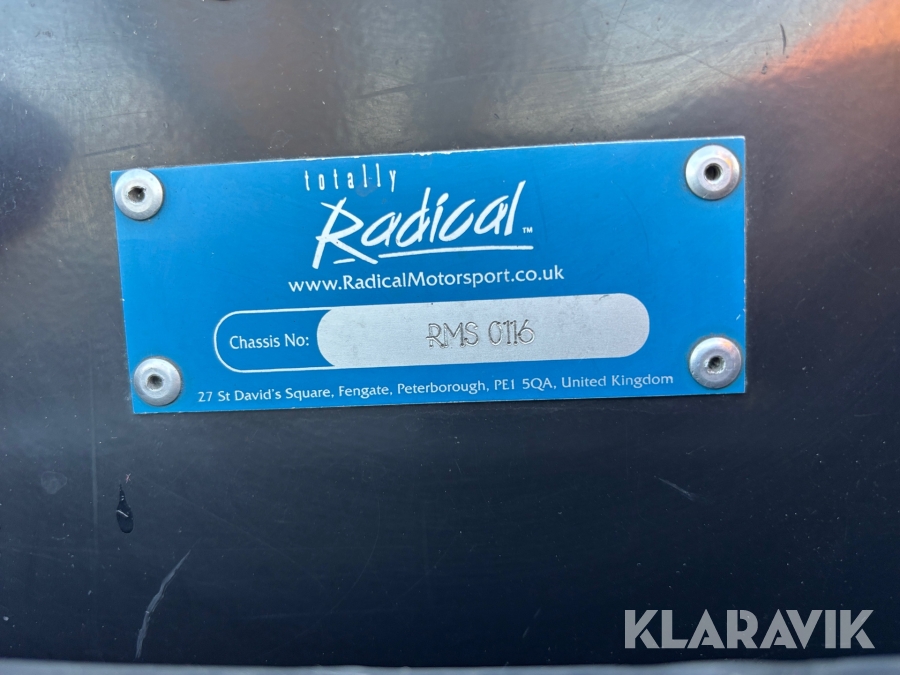 totally
Radical™
www.RadicalMotorsport.co.uk
Chassis No: RMS 0116
27 St David's Square, Fengate, Peterborough, PE1 5QA, United Kingdom
KLARAVIK